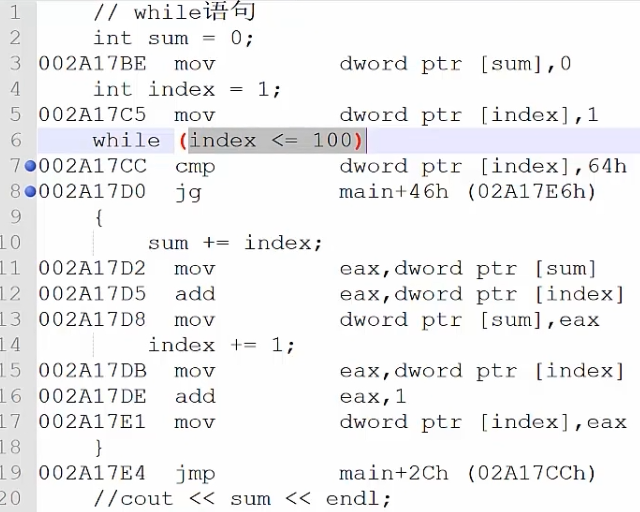 1 // while语句
2 int sum = 0;
3 002A17BE mov dword ptr [sum],0
4 int index = 1;
5 002A17C5 mov dword ptr [index],1
6 while (index <= 100)
7 002A17CC cmp dword ptr [index],64h
8 002A17D0 jg main+46h (02A17E6h)
9 {
10 sum += index;
11 002A17D2 mov eax,dword ptr [sum]
12 002A17D5 add eax,dword ptr [index]
13 002A17D8 mov dword ptr [sum],eax
14 index += 1;
15 002A17DB mov eax,dword ptr [index]
16 002A17DE add eax,1
17 002A17E1 mov dword ptr [index],eax
18 }
19 002A17E4 jmp main+2Ch (02A17CCh)
20 //cout << sum << endl;